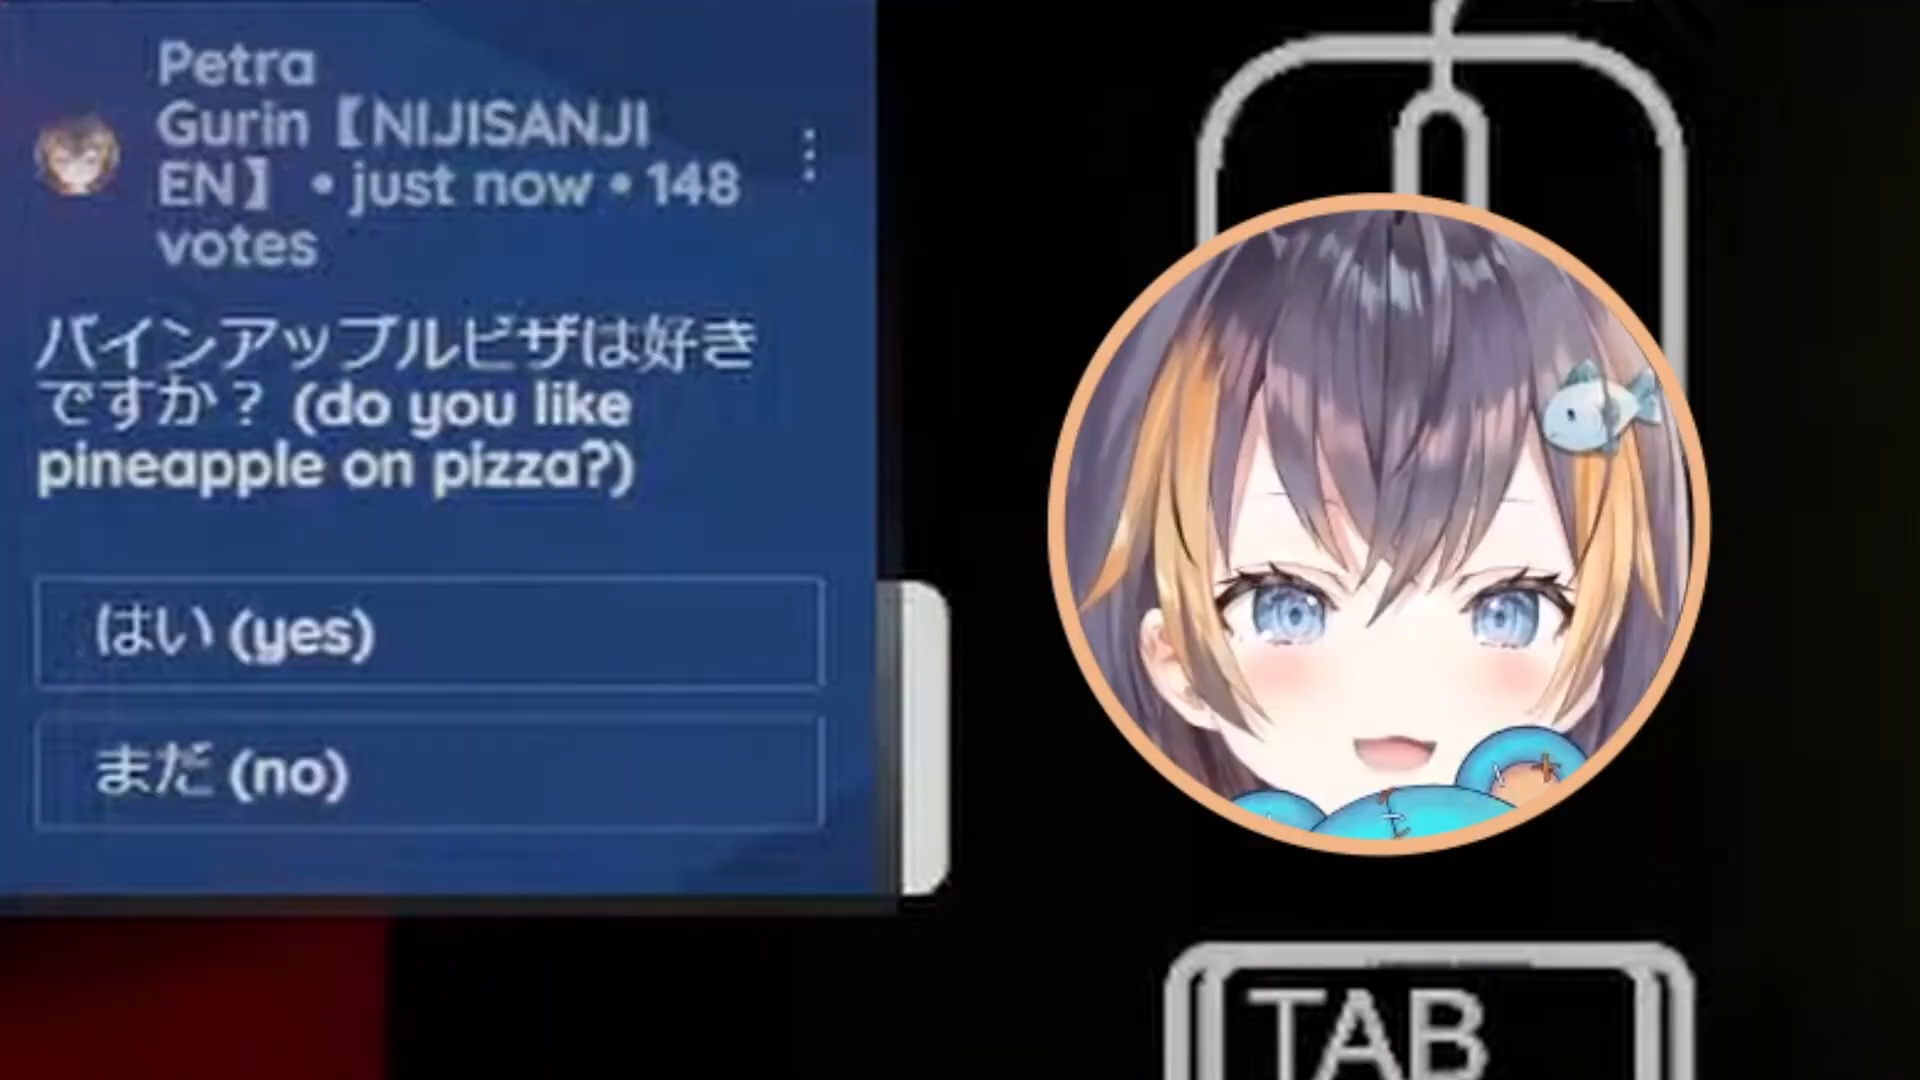 Petra
Gurin【NIJISANJI
EN】 • just now • 148
votes
パインアップルピザは好き
ですか？ (do you like
pineapple on pizza?)
はい (yes)
まだ (no)
TAB